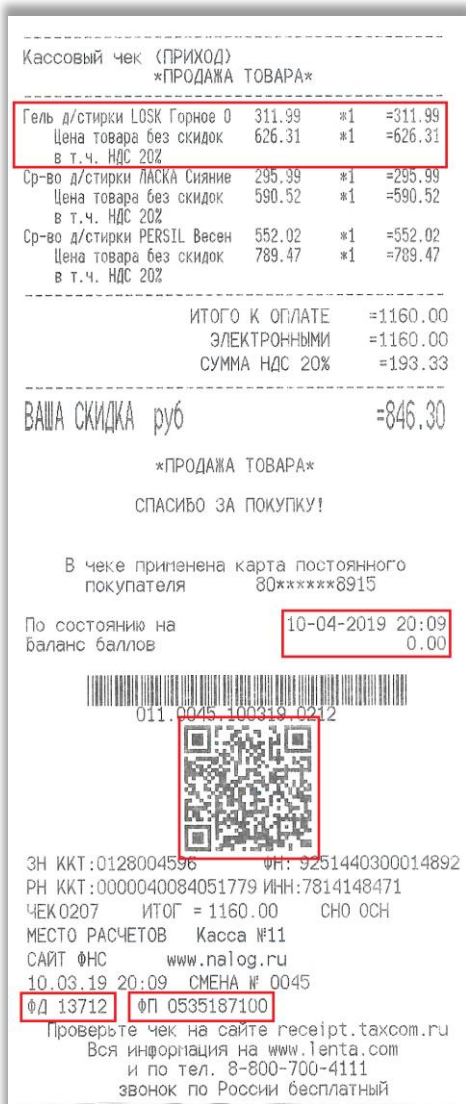 Кассовый чек (ПРИХОД)
*ПРОДАЖА ТОВАРА*
Гель д/стирки LOSK Горное О 311.99 *1 =311.99
Цена товара без скидок 626.31 *1 =626.31
в т.ч. НДС 20%
Ср-во д/стирки ЛАСКА Сияние 295.99 *1 =295.99
Цена товара без скидок 590.52 *1 =590.52
в т.ч. НДС 20%
Ср-во д/стирки PERSIL Весен 552.02 *1 =552.02
Цена товара без скидок 789.47 *1 =789.47
в т.ч. НДС 20%
ИТОГО К ОПЛАТЕ =1160.00
ЭЛЕКТРОННЫМИ =1160.00
СУММА НДС 20% =193.33
ВАША СКИДКА руб =846.30
*ПРОДАЖА ТОВАРА*
СПАСИБО ЗА ПОКУПКУ!
В чеке применена карта постоянного
покупателя 80******8915
По состоянию на 10-04-2019 20:09
Баланс баллов 0.00
011.0045.100319.0212
ЗН ККТ:0128004596 ФН: 9251440300014892
РН ККТ:0000040084051779 ИНН:7814148471
ЧЕК0207 ИТОГ = 1160.00 СНО ОСН
МЕСТО РАСЧЕТОВ Касса №11
САЙТ ФНС www.nalog.ru
10.03.19 20:09 СМЕНА № 0045
ФД 13712 ФП 0535187100
Проверьте чек на сайте receipt.taxcom.ru
Вся информация на www.lenta.com
и по тел. 8-800-700-4111
звонок по России бесплатный